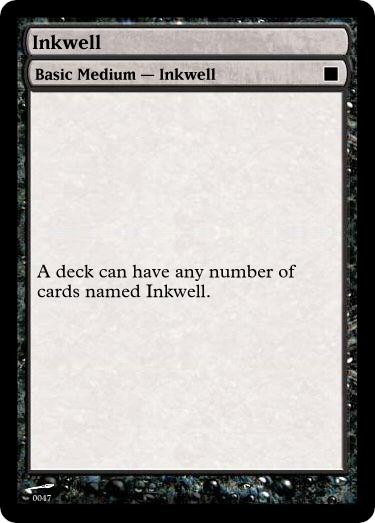 Inkwell
Basic Medium — Inkwell
A deck can have any number of
cards named Inkwell.
0047